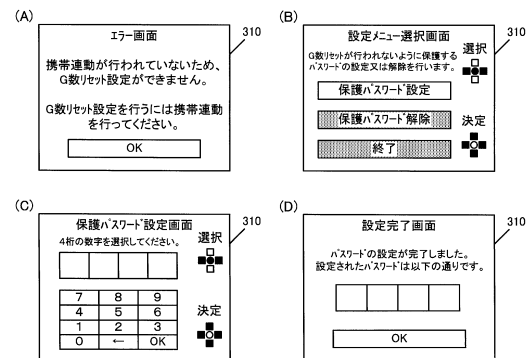 (A)
エラー画面
310
携帯連動が行われていないため、
G数リセット設定ができません。
G数リセット設定を行うには携帯連動
を行ってください。
OK
(B)
設定メニュー選択画面
310
G数リセットが行われないように保護する
パスワードの設定又は解除を行います。
選択
保護パスワード設定
保護パスワード解除
決定
終了
(C)
保護パスワード設定画面
310
4桁の数字を選択してください。
選択
7 8 9
4 5 6
1 2 3
0 ← OK
決定
(D)
設定完了画面
310
パスワードの設定が完了しました。
設定されたパスワードは以下の通りです。
OK